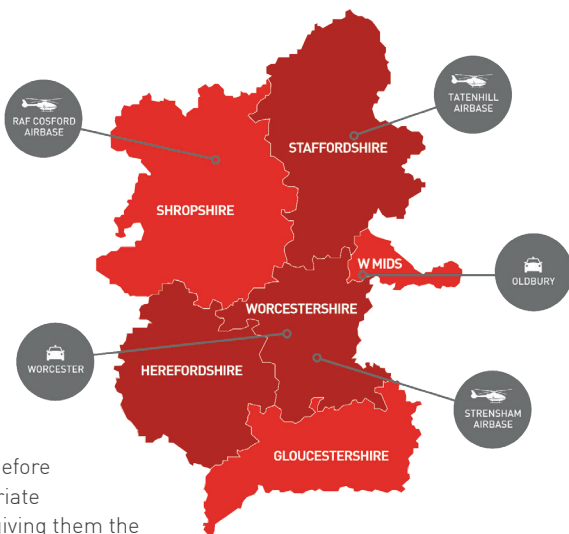 RAF COSFORD
AIRBASE
TATENHILL
AIRBASE
STAFFORDSHIRE
SHROPSHIRE
W MIDS
OLDBURY
WORCESTERSHIRE
WORCESTER
HEREFORDSHIRE
STRENSHAM
AIRBASE
GLOUCESTERSHIRE
efore
riate
giving them the